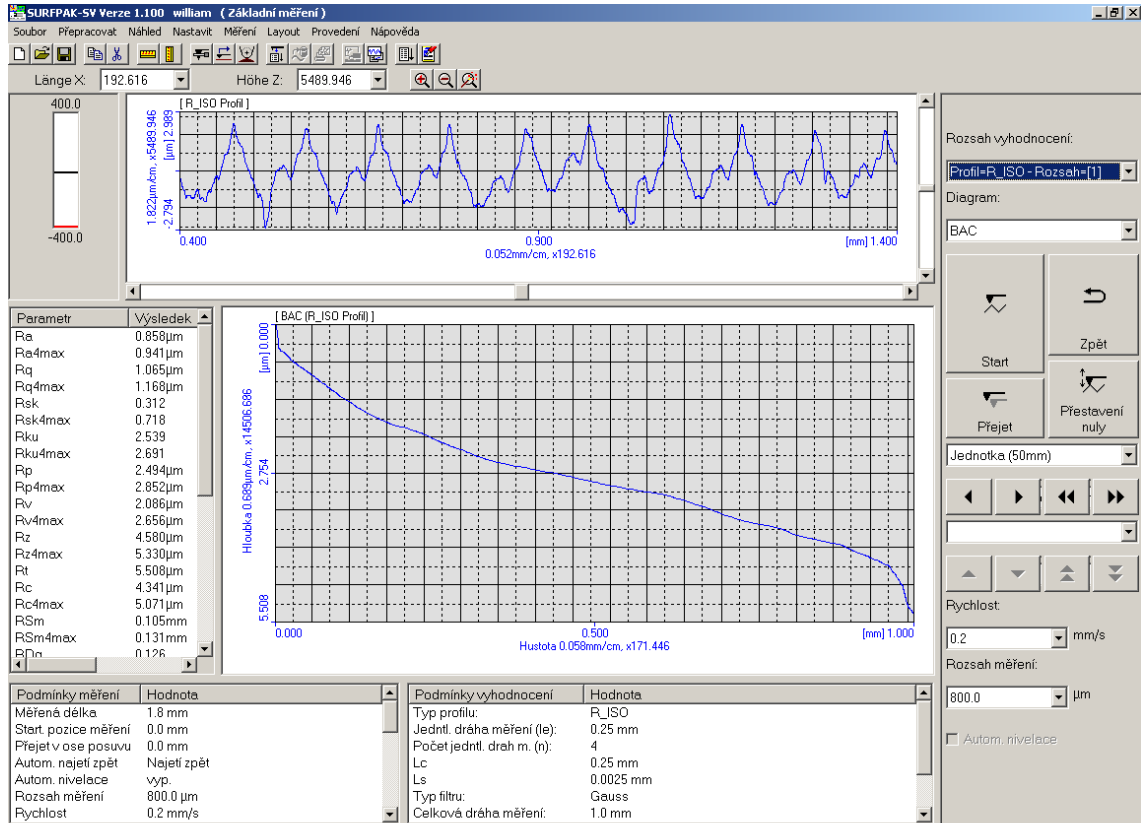 SURFPAK-SV Verze 1.100 william ( Základní měření )
Soubor Přepracovat Náhled Nastavit Měření Layout Provedení Nápověda
Länge X: 192.616 Höhe Z: 5489.946
400.0
-400.0
[ R_ISO Profil ]
1.822µm/cm, x5489.946
-2.794 [µm] 2.989
0.400 0.900 [mm] 1.400
0.052mm/cm, x192.616
Parametr Výsledek
Ra 0.858µm
Ra4max 0.941µm
Rq 1.065µm
Rq4max 1.168µm
Rsk 0.312
Rsk4max 0.718
Rku 2.539
Rku4max 2.691
Rp 2.494µm
Rp4max 2.852µm
Rv 2.086µm
Rv4max 2.656µm
Rz 4.580µm
Rz4max 5.330µm
Rt 5.508µm
Rc 4.341µm
Rc4max 5.071µm
RSm 0.105mm
RSm4max 0.131mm
RDq 0.126
[ BAC (R_ISO Profil) ]
Hloubka 0.689µm/cm, x14506.686
5.508 2.754 [µm] 0.000
0.000 0.500 [mm] 1.000
Hustota 0.058mm/cm, x171.446
Podmínky měření Hodnota
Měřená délka 1.8 mm
Start. pozice měření 0.0 mm
Přejet v ose posuvu 0.0 mm
Autom. najetí zpět Najetí zpět
Autom. nivelace vyp.
Rozsah měření 800.0 µm
Rychlost 0.2 mm/s
Podmínky vyhodnocení Hodnota
Typ profilu: R_ISO
Jedntl. dráha měření (le): 0.25 mm
Počet jedntl. drah m. (n): 4
Lc 0.25 mm
Ls 0.0025 mm
Typ filtru: Gauss
Celková dráha měření: 1.0 mm
Rozsah vyhodnocení:
Profil=R_ISO - Rozsah=[1]
Diagram:
BAC
Start
Zpět
Přejet
Přestavení
nuly
Jednotka (50mm)
Rychlost:
0.2 mm/s
Rozsah měření:
800.0 µm
Autom. nivelace